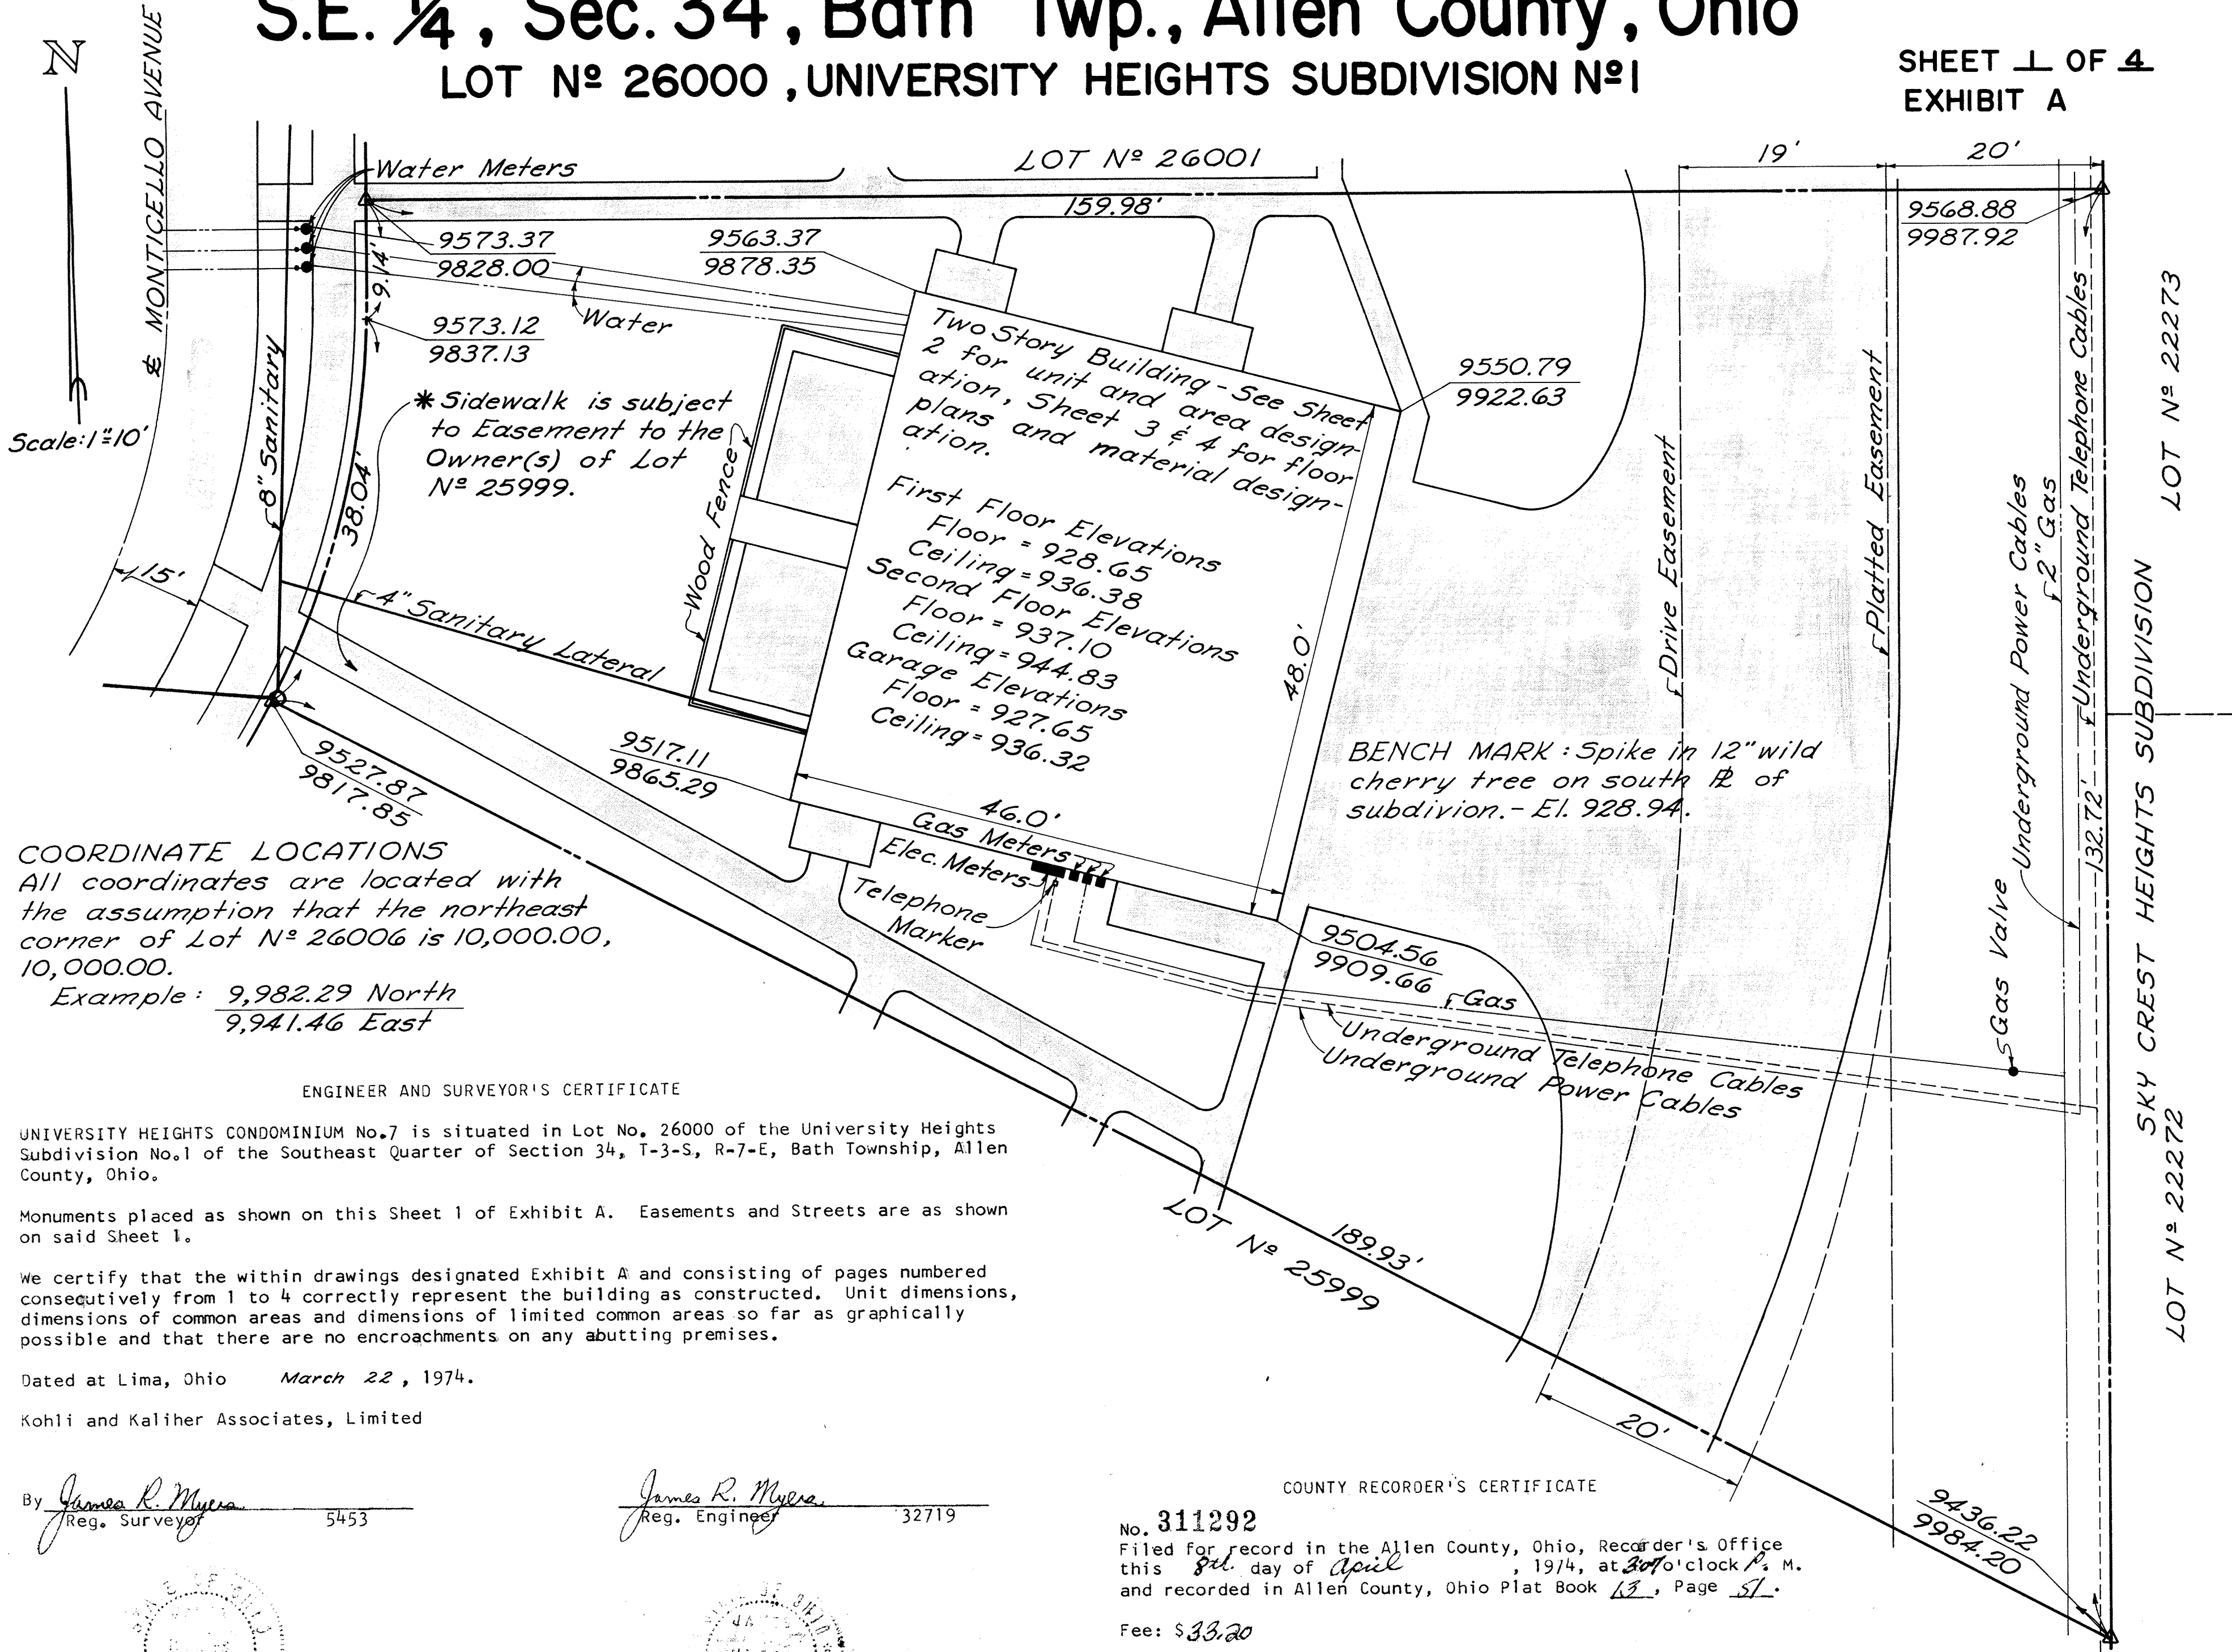 S.E. ¼, Sec. 34, Bath Twp., Allen County, Ohio
LOT Nº 26000, UNIVERSITY HEIGHTS SUBDIVISION Nº1
SHEET 1 OF 4
EXHIBIT A
N
Scale: 1"=10'
℄ MONTICELLO AVENUE
Water Meters
LOT Nº 26001
19'
20'
159.98'
9573.37
9828.00
9563.37
9878.35
9568.88
9987.92
9.14'
9573.12
9837.13
Water
8" Sanitary
38.04'
15'
* Sidewalk is subject
to Easement to the
Owner(s) of Lot
Nº 25999.
Wood Fence
4" Sanitary Lateral
Two Story Building - See Sheet
2 for unit and area design-
ation, Sheet 3 & 4 for floor
plans and material design-
ation.
First Floor Elevations
Floor = 928.65
Ceiling = 936.38
Second Floor Elevations
Floor = 937.10
Ceiling = 944.83
Garage Elevations
Floor = 927.65
Ceiling = 936.32
9550.79
9922.63
48.0'
46.0'
Drive Easement
Platted Easement
Underground Power Cables
2" Gas
Underground Telephone Cables
132.72'
Gas Valve
LOT Nº 22273
SKY CREST HEIGHTS SUBDIVISION
LOT Nº 22272
BENCH MARK : Spike in 12" wild
cherry tree on south ⅊ of
subdivion. - El. 928.94.
9527.87
9817.85
9517.11
9865.29
Gas Meters
Elec. Meters
Telephone
Marker
9504.56
9909.66
Gas
Underground Telephone Cables
Underground Power Cables
COORDINATE LOCATIONS
All coordinates are located with
the assumption that the northeast
corner of Lot Nº 26006 is 10,000.00,
10,000.00.
Example: 9,982.29 North
9,941.46 East
LOT Nº 25999
189.93'
20'
9436.22
9984.20
ENGINEER AND SURVEYOR'S CERTIFICATE
UNIVERSITY HEIGHTS CONDOMINIUM No.7 is situated in Lot No. 26000 of the University Heights
Subdivision No.1 of the Southeast Quarter of Section 34, T-3-S, R-7-E, Bath Township, Allen
County, Ohio.
Monuments placed as shown on this Sheet 1 of Exhibit A. Easements and Streets are as shown
on said Sheet 1.
We certify that the within drawings designated Exhibit A and consisting of pages numbered
consecutively from 1 to 4 correctly represent the building as constructed. Unit dimensions,
dimensions of common areas and dimensions of limited common areas so far as graphically
possible and that there are no encroachments on any abutting premises.
Dated at Lima, Ohio March 22, 1974.
Kohli and Kaliher Associates, Limited
By James R. Myers
Reg. Surveyor 5453
James R. Myers
Reg. Engineer 32719
COUNTY RECORDER'S CERTIFICATE
No. 311292
Filed for record in the Allen County, Ohio, Recorder's Office
this 8th day of April, 1974, at 3:07 o'clock P. M.
and recorded in Allen County, Ohio Plat Book 13, Page 51.
Fee: $33.20